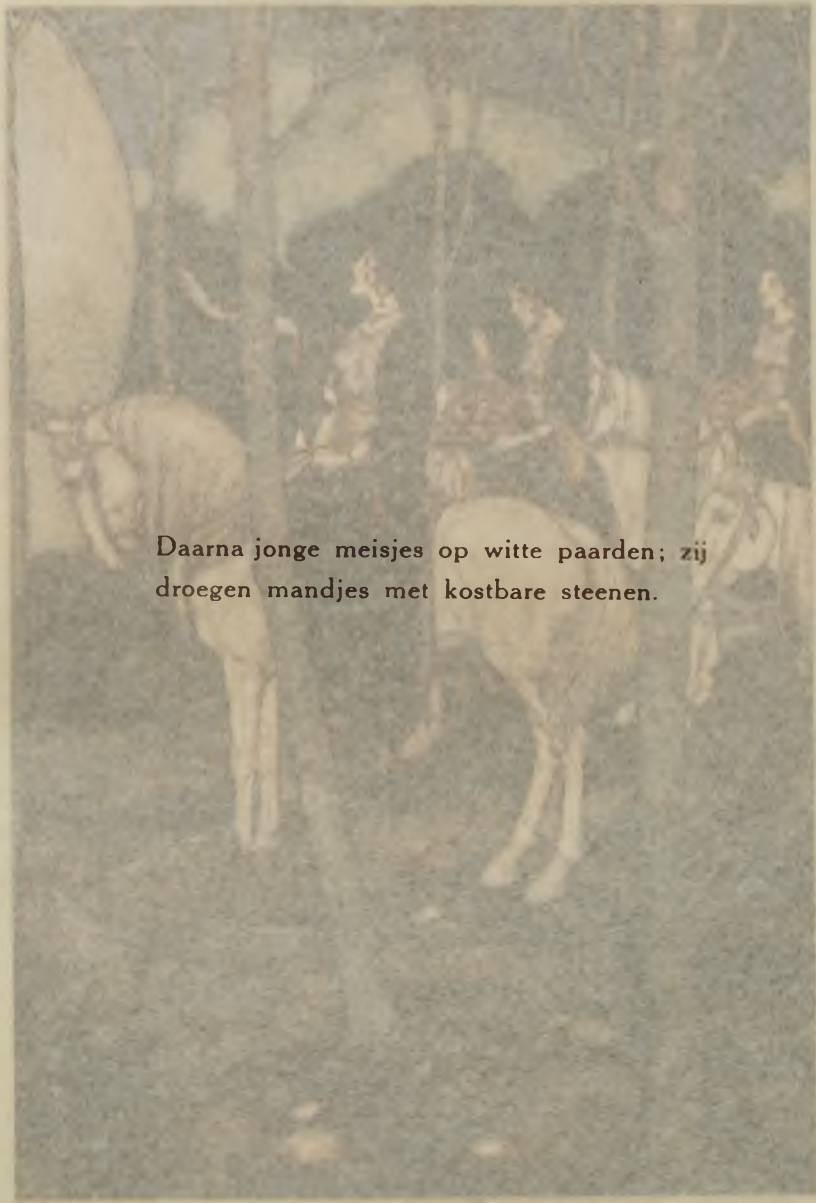 Daarna jonge meisjes op witte paarden; zij
droegen mandjes met kostbare steenen.